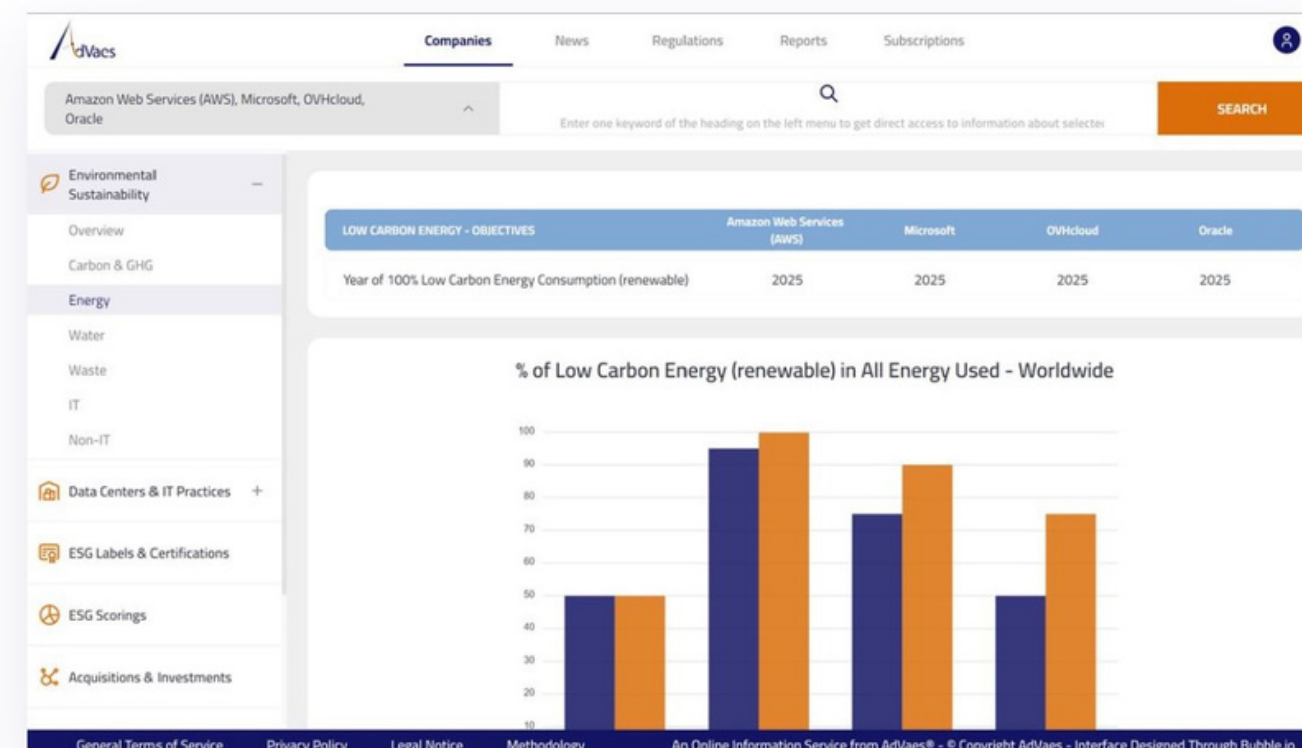 AdVaes
Companies News Regulations Reports Subscriptions
Amazon Web Services (AWS), Microsoft, OVHcloud,
Oracle
Enter one keyword of the heading on the left menu to get direct access to information about
SEARCH
Environmental
Sustainability
Overview
Carbon & GHG
Energy
Water
Waste
IT
Non-IT
Data Centers & IT Practices
ESG Labels & Certifications
ESG Scorings
Acquisitions & Investments
LOW CARBON ENERGY - OBJECTIVES Amazon Web Services (AWS) Microsoft OVHcloud Oracle
Year of 100% Low Carbon Energy Consumption (renewable) 2025 2025 2025 2025
% of Low Carbon Energy (renewable) in All Energy Used - Worldwide
100
90
80
70
60
50
40
30
20
10
General Terms of Service Privacy Policy Legal Notice Methodology An Online Information Service from AdVaes® - © Copyright AdVaes - Interface Designed Through Bubble.io